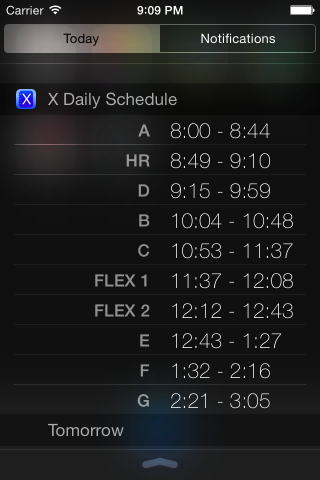 Carrier 9:09 PM
Today Notifications
X X Daily Schedule
A 8:00 - 8:44
HR 8:49 - 9:10
D 9:15 - 9:59
B 10:04 - 10:48
C 10:53 - 11:37
FLEX 1 11:37 - 12:08
FLEX 2 12:12 - 12:43
E 12:43 - 1:27
F 1:32 - 2:16
G 2:21 - 3:05
Tomorrow